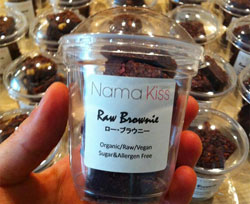 Nama Kiss
Raw Brownie
ロー・ブラウニー
Organic/Raw/Vegan
Sugar&Allergen Free